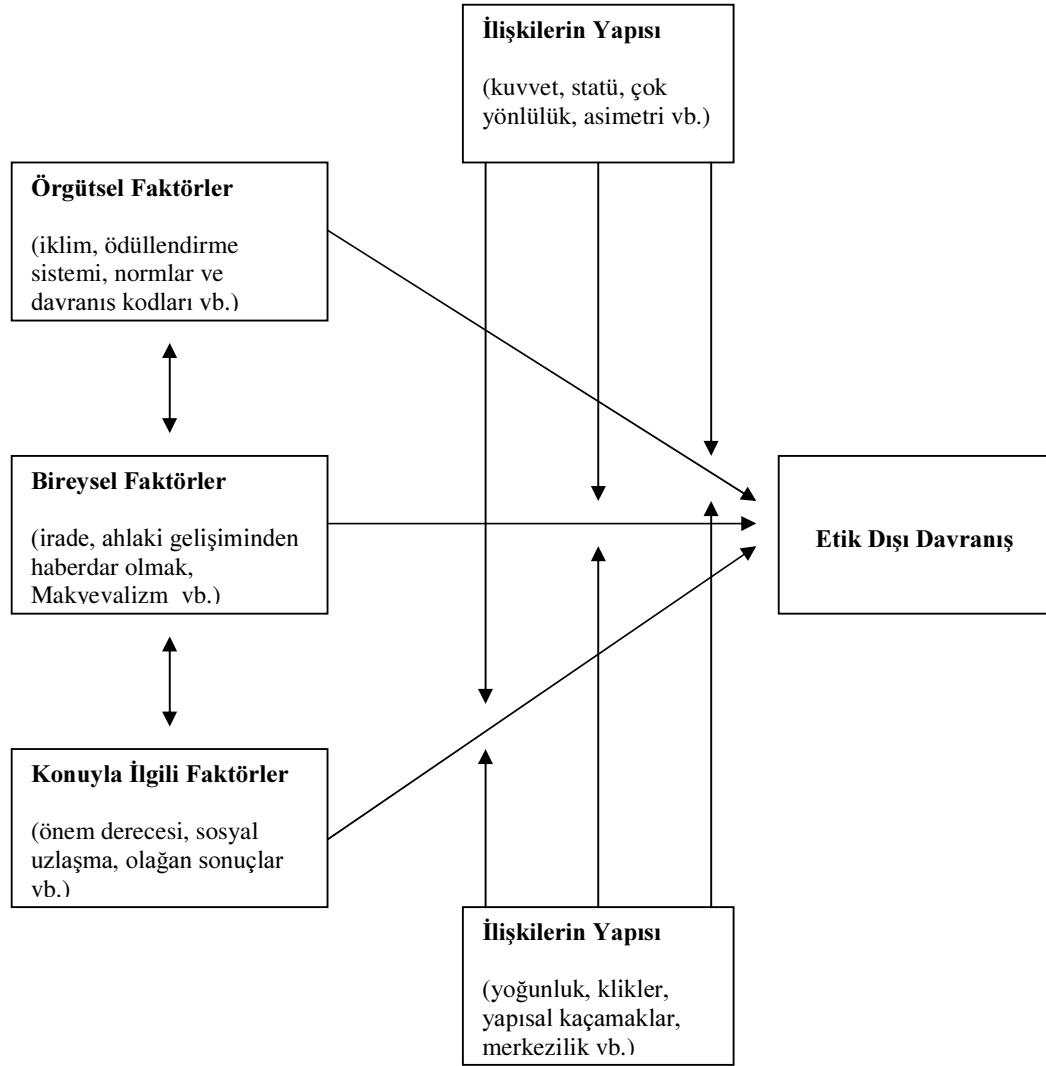 İlişkilerin Yapısı
(kuvvet, statü, çok
yönlülük, asimetri vb.)
Örgütsel Faktörler
(iklim, ödüllendirme
sistemi, normlar ve
davranış kodları vb.)
Bireysel Faktörler
(irade, ahlaki gelişiminden
haberdar olmak,
Makyevalizm vb.)
Etik Dışı Davranış
Konuyla İlgili Faktörler
(önem derecesi, sosyal
uzlaşma, olağan sonuçlar
vb.)
İlişkilerin Yapısı
(yoğunluk, klikler,
yapısal kaçamaklar,
merkezilik vb.)